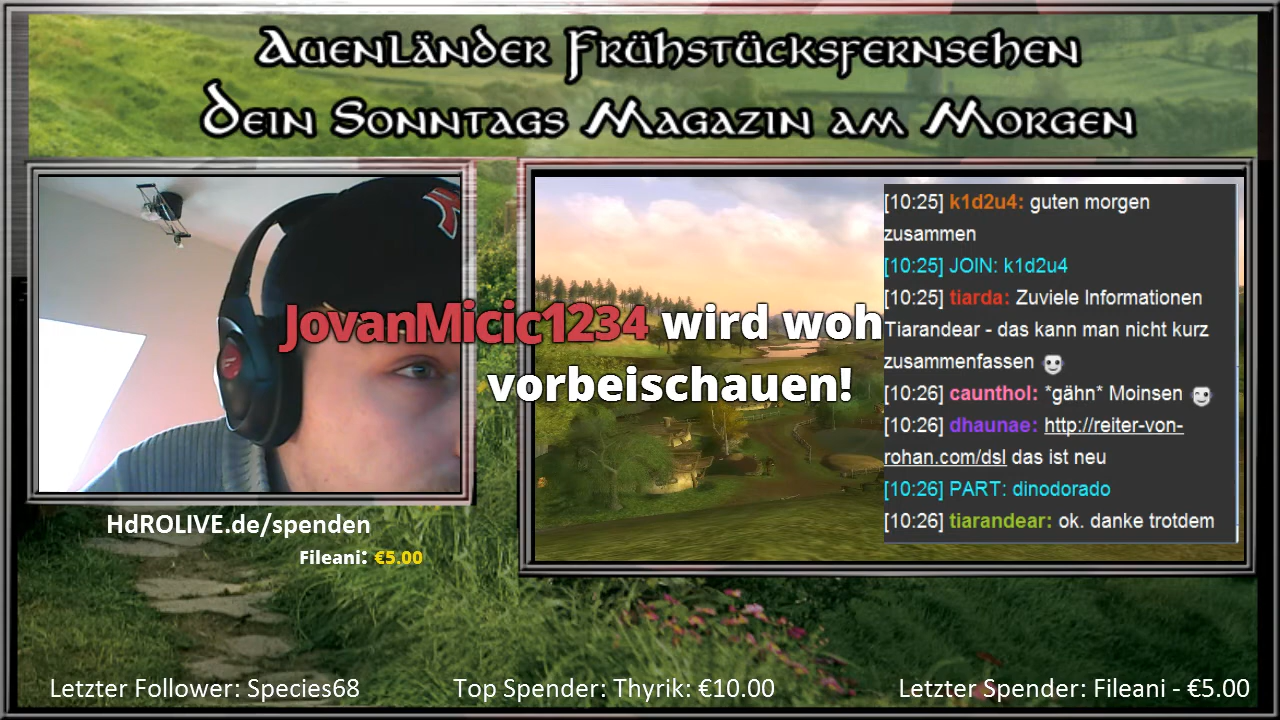 Auenländer Frühstücksfernsehen
Dein Sonntags Magazin am Morgen
[10:25] k1d2u4: guten morgen
zusammen
[10:25] JOIN: k1d2u4
[10:25] tiarda: Zuviele Informationen
Tiarandear - das kann man nicht kurz
zusammenfassen
[10:26] caunthol: *gähn* Moinsen
[10:26] dhaunae: http://reiter-von-
rohan.com/dsl das ist neu
[10:26] PART: dinodorado
[10:26] tiarandear: ok. danke trotdem
JovanMicic1234 wird woh
vorbeischauen!
HdROLIVE.de/spenden
Fileani: €5.00
Letzter Follower: Species68
Top Spender: Thyrik: €10.00
Letzter Spender: Fileani - €5.00